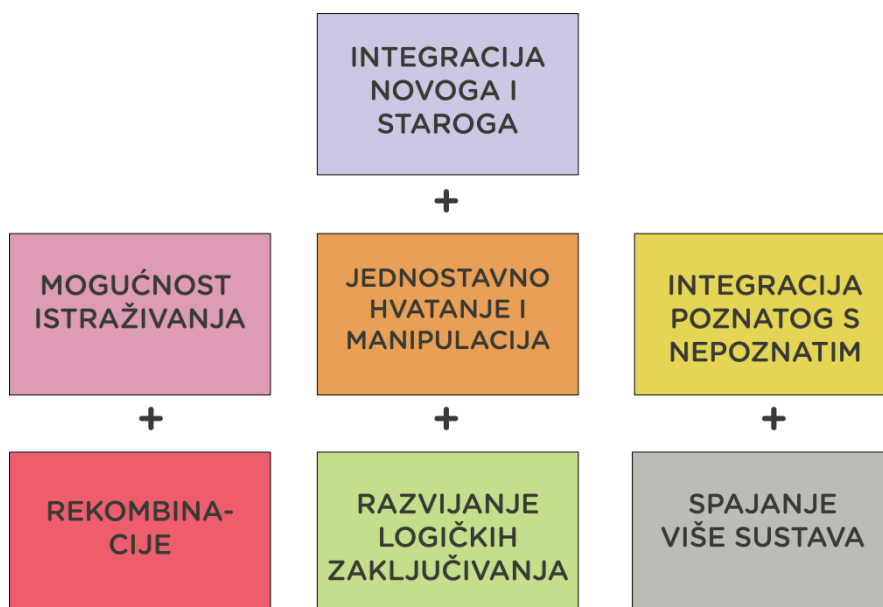 INTEGRACIJA
NOVOGA I
STAROGA
+
MOGUĆNOST
ISTRAŽIVANJA
JEDNOSTAVNO
HVATANJE I
MANIPULACIJA
INTEGRACIJA
POZNATOG S
NEPOZNATIM
+
+
+
REKOMBINA-
CIJE
RAZVIJANJE
LOGIČKIH
ZAKLJUČIVANJA
SPAJANJE
VIŠE SUSTAVA